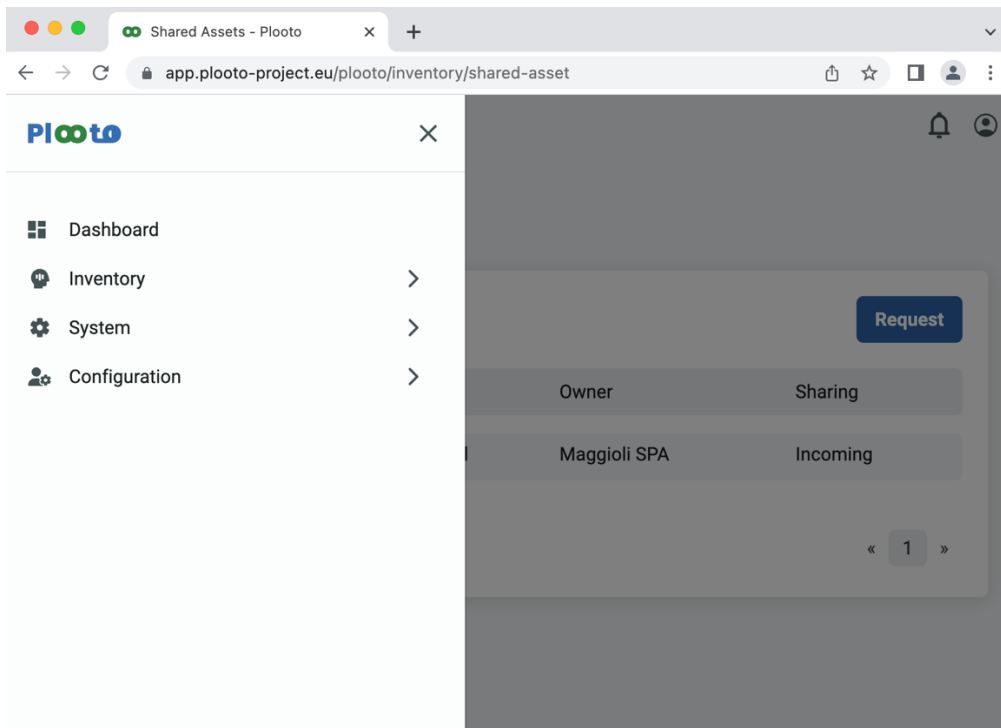 Shared Assets - Plooto
app.plooto-project.eu/plooto/inventory/shared-asset
Plooto
Dashboard
Inventory
Request
System
Configuration
Owner Sharing
Maggioli SPA Incoming
« 1 »